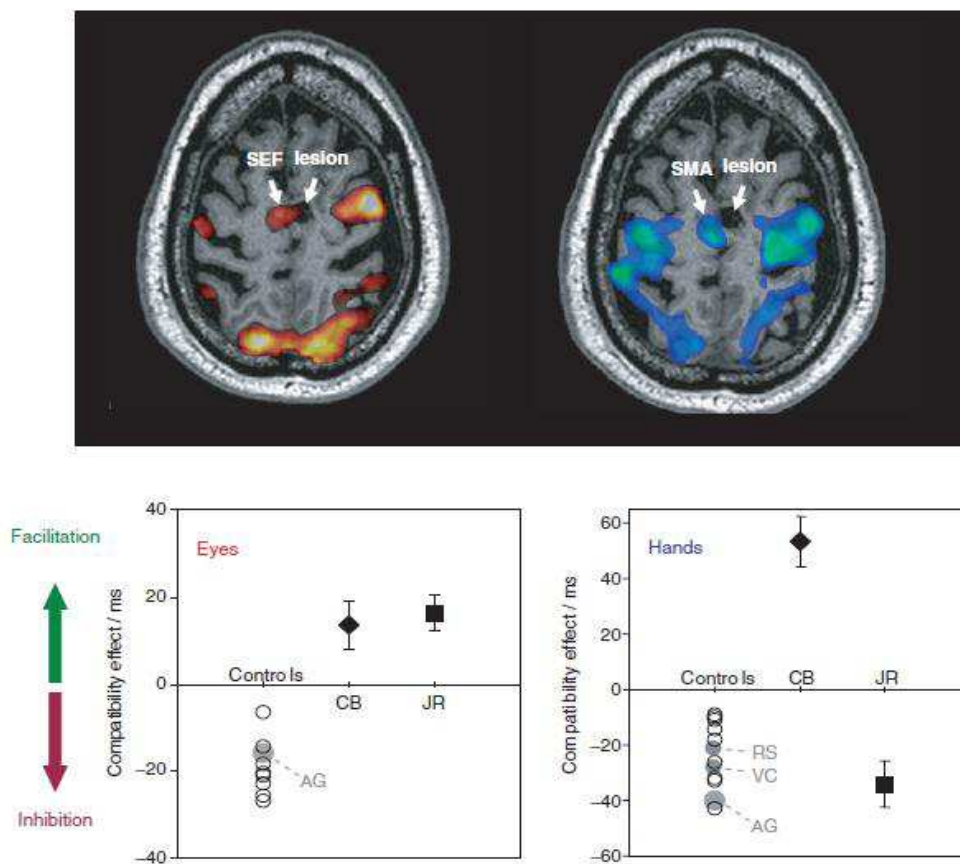 SEF lesion
SMA lesion
Facilitation
Inhibition
Compatibility effect / ms
40
20
0
−20
−40
Eyes
Controls
CB
JR
AG
Compatibility effect / ms
60
40
20
0
−20
−40
−60
Hands
Controls
CB
JR
RS
VC
AG